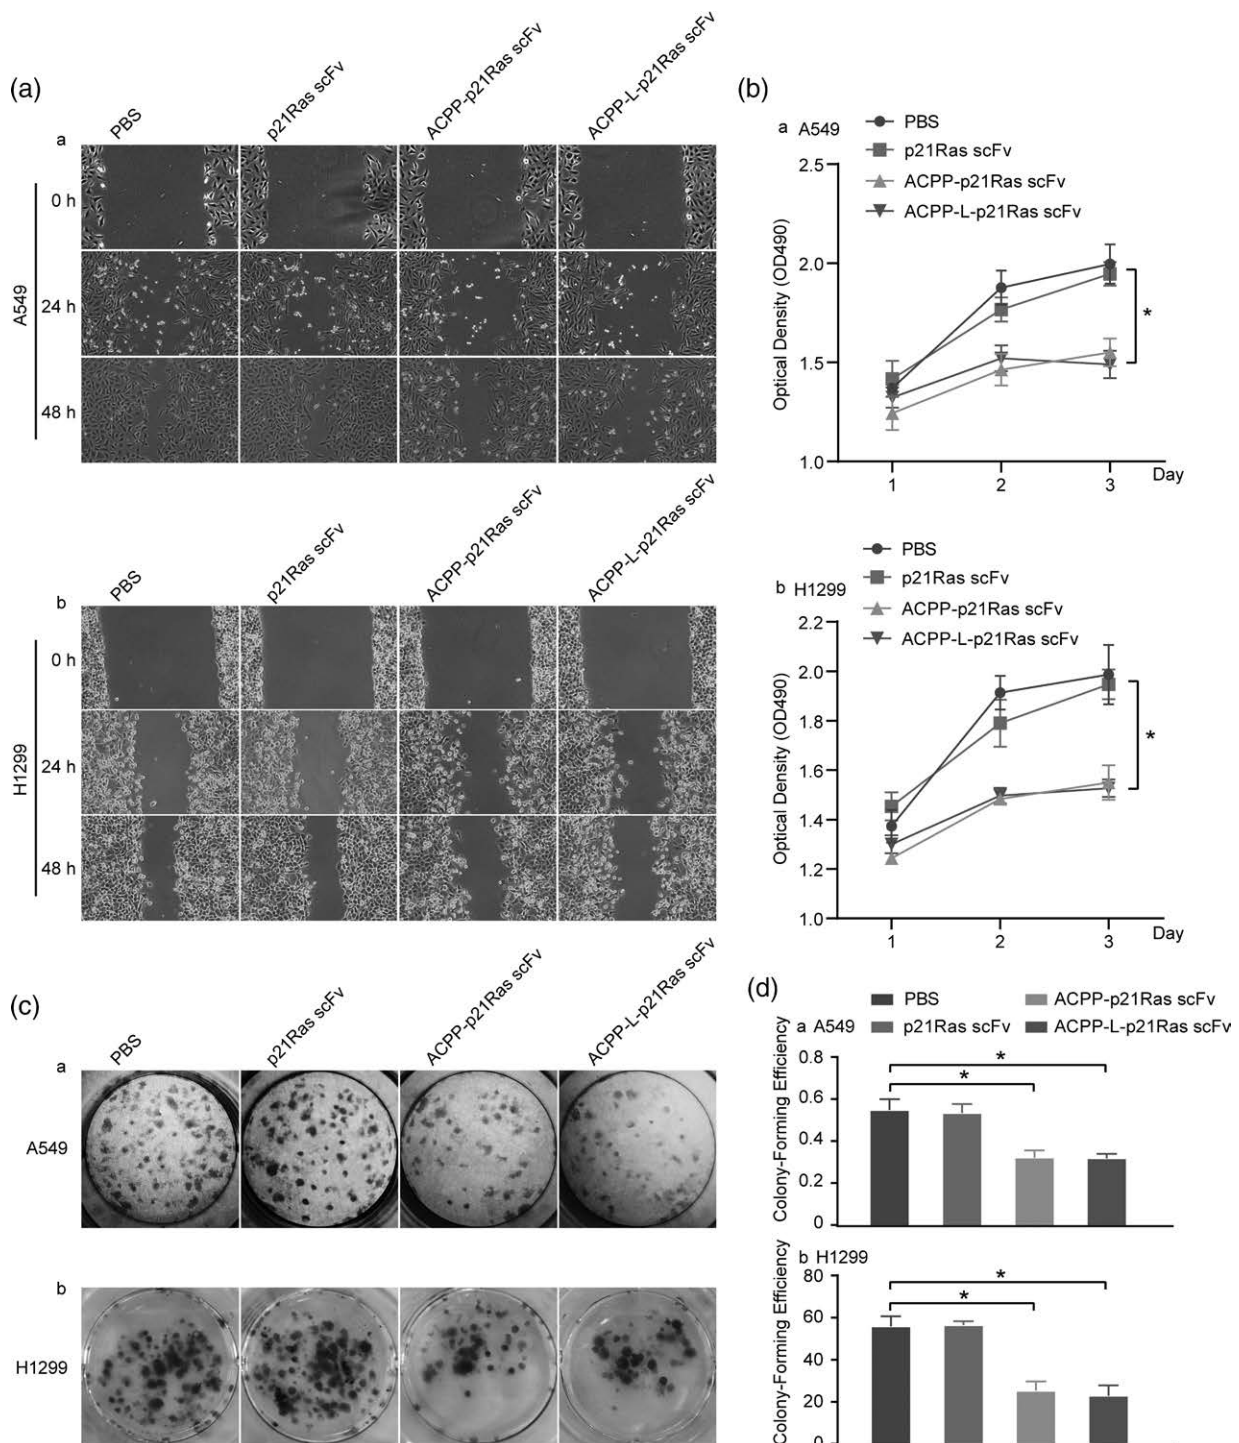 (a)
PBS
p21Ras scFv
ACPP-p21Ras scFv
ACPP-L-p21Ras scFv
a
A549
0 h
24 h
48 h
PBS
p21Ras scFv
ACPP-p21Ras scFv
ACPP-L-p21Ras scFv
b
H1299
0 h
24 h
48 h
(b)
a A549
PBS
p21Ras scFv
ACPP-p21Ras scFv
ACPP-L-p21Ras scFv
Optical Density (OD490)
2.5
2.0
1.5
1.0
*
1 2 3 Day
b H1299
PBS
p21Ras scFv
ACPP-p21Ras scFv
ACPP-L-p21Ras scFv
Optical Density (OD490)
2.2
2.0
1.8
1.6
1.4
1.2
1.0
*
1 2 3 Day
(c)
PBS
p21Ras scFv
ACPP-p21Ras scFv
ACPP-L-p21Ras scFv
a
A549
b
H1299
(d)
PBS ACPP-p21Ras scFv
p21Ras scFv ACPP-L-p21Ras scFv
a A549
Colony-Forming Efficiency
0.8
0.6
0.4
0.2
0
*
*
b H1299
Colony-Forming Efficiency
80
60
40
20
0
*
*